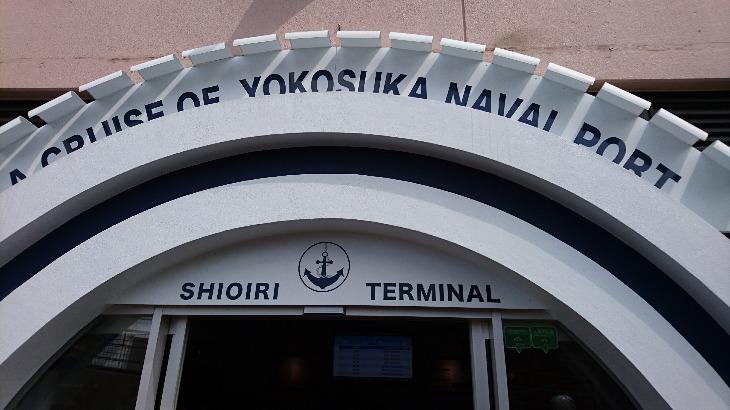 A CRUISE OF YOKOSUKA NAVAL PORT
SHIOIRI TERMINAL